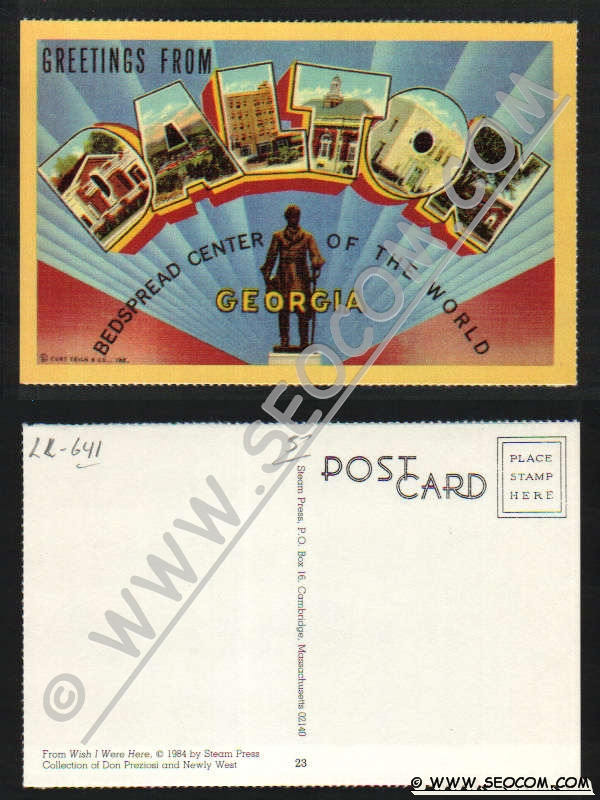 GREETINGS FROM
DALTON
BEDSPREAD CENTER OF THE WORLD
GEORGIA
© CURT TEICH & CO., INC.
LR-641
5
POST CARD
PLACE
STAMP
HERE
Steam Press, P.O. Box 16, Cambridge, Massachusetts 02140
From Wish I Were Here, © 1984 by Steam Press
Collection of Don Preziosi and Newly West
23
© WWW.SEOCOM.COM
© WWW.SEOCOM.COM